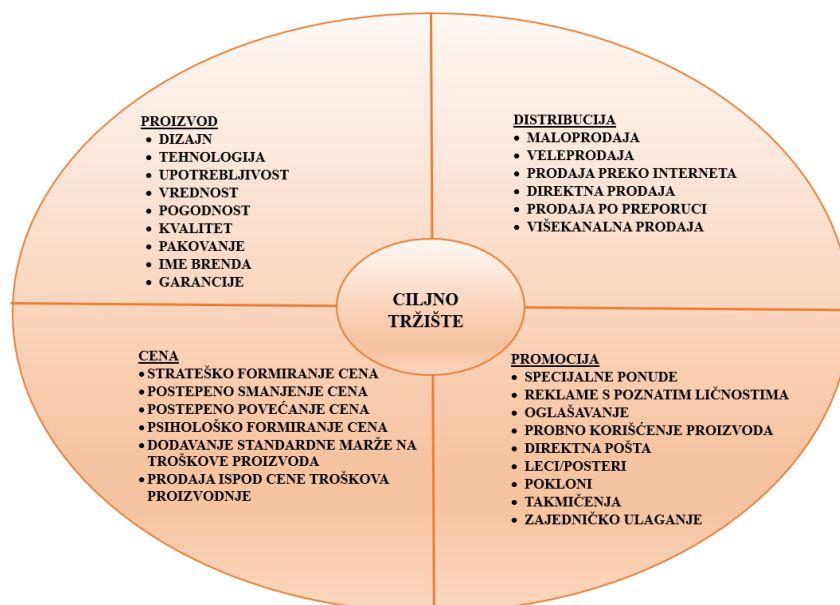 PROIZVOD
• DIZAJN
• TEHNOLOGIJA
• UPOTREBLJIVOST
• VREDNOST
• POGODNOST
• KVALITET
• PAKOVANJE
• IME BRENDA
• GARANCIJE
DISTRIBUCIJA
• MALOPRODAJA
• VELEPRODAJA
• PRODAJA PREKO INTERNETA
• DIREKTNA PRODAJA
• PRODAJA PO PREPORUCI
• VIŠEKANALNA PRODAJA
CILJNO
TRŽIŠTE
CENA
• STRATEŠKO FORMIRANJE CENA
• POSTEPENO SMANJENJE CENA
• POSTEPENO POVEĆANJE CENA
• PSIHOLOŠKO FORMIRANJE CENA
• DODAVANJE STANDARDNE MARŽE NA
TROŠKOVE PROIZVODA
• PRODAJA ISPOD CENE TROŠKOVA
PROIZVODNJE
PROMOCIJA
• SPECIJALNE PONUDE
• REKLAME S POZNATIM LIČNOSTIMA
• OGLAŠAVANJE
• PROBNO KORIŠĆENJE PROIZVODA
• DIREKTNA POŠTA
• LECI/POSTERI
• POKLONI
• TAKMIČENJA
• ZAJEDNIČKO ULAGANJE